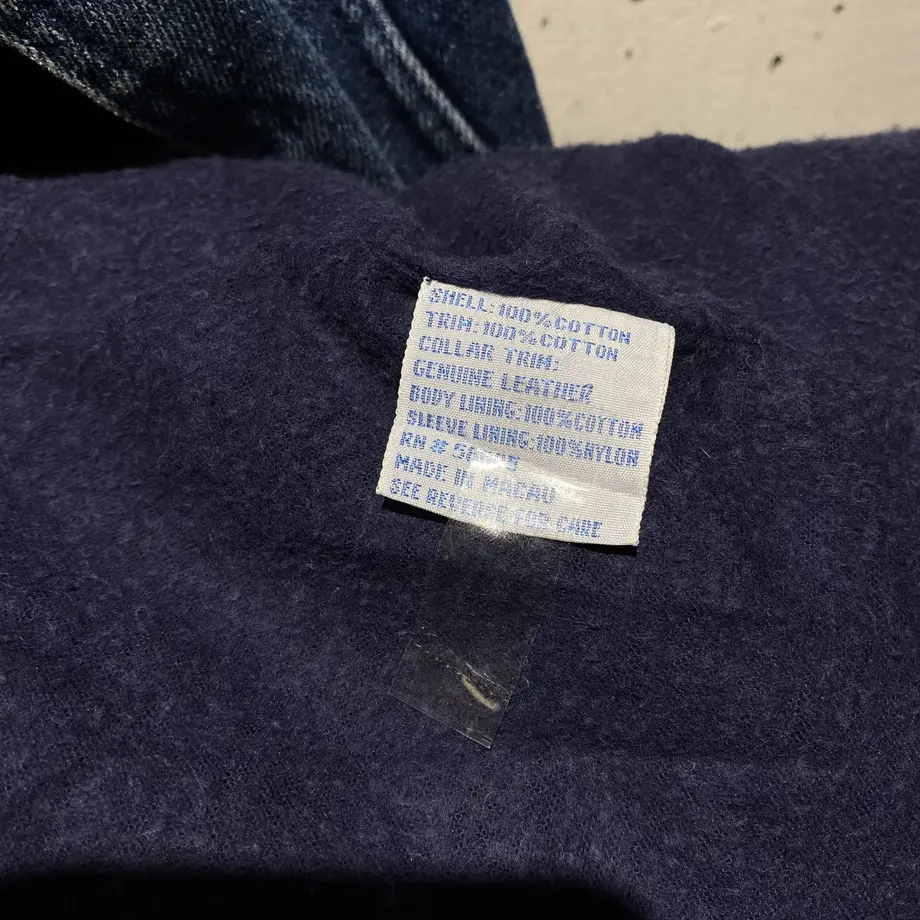 SHELL:100%COTTON
TRIM:100%COTTON
COLLAR TRIM:
GENUINE LEATHER
BODY LINING:100%COTTON
SLEEVE LINING:100%NYLON
RN #
MADE IN MACAU
SEE REVERSE FOR CARE